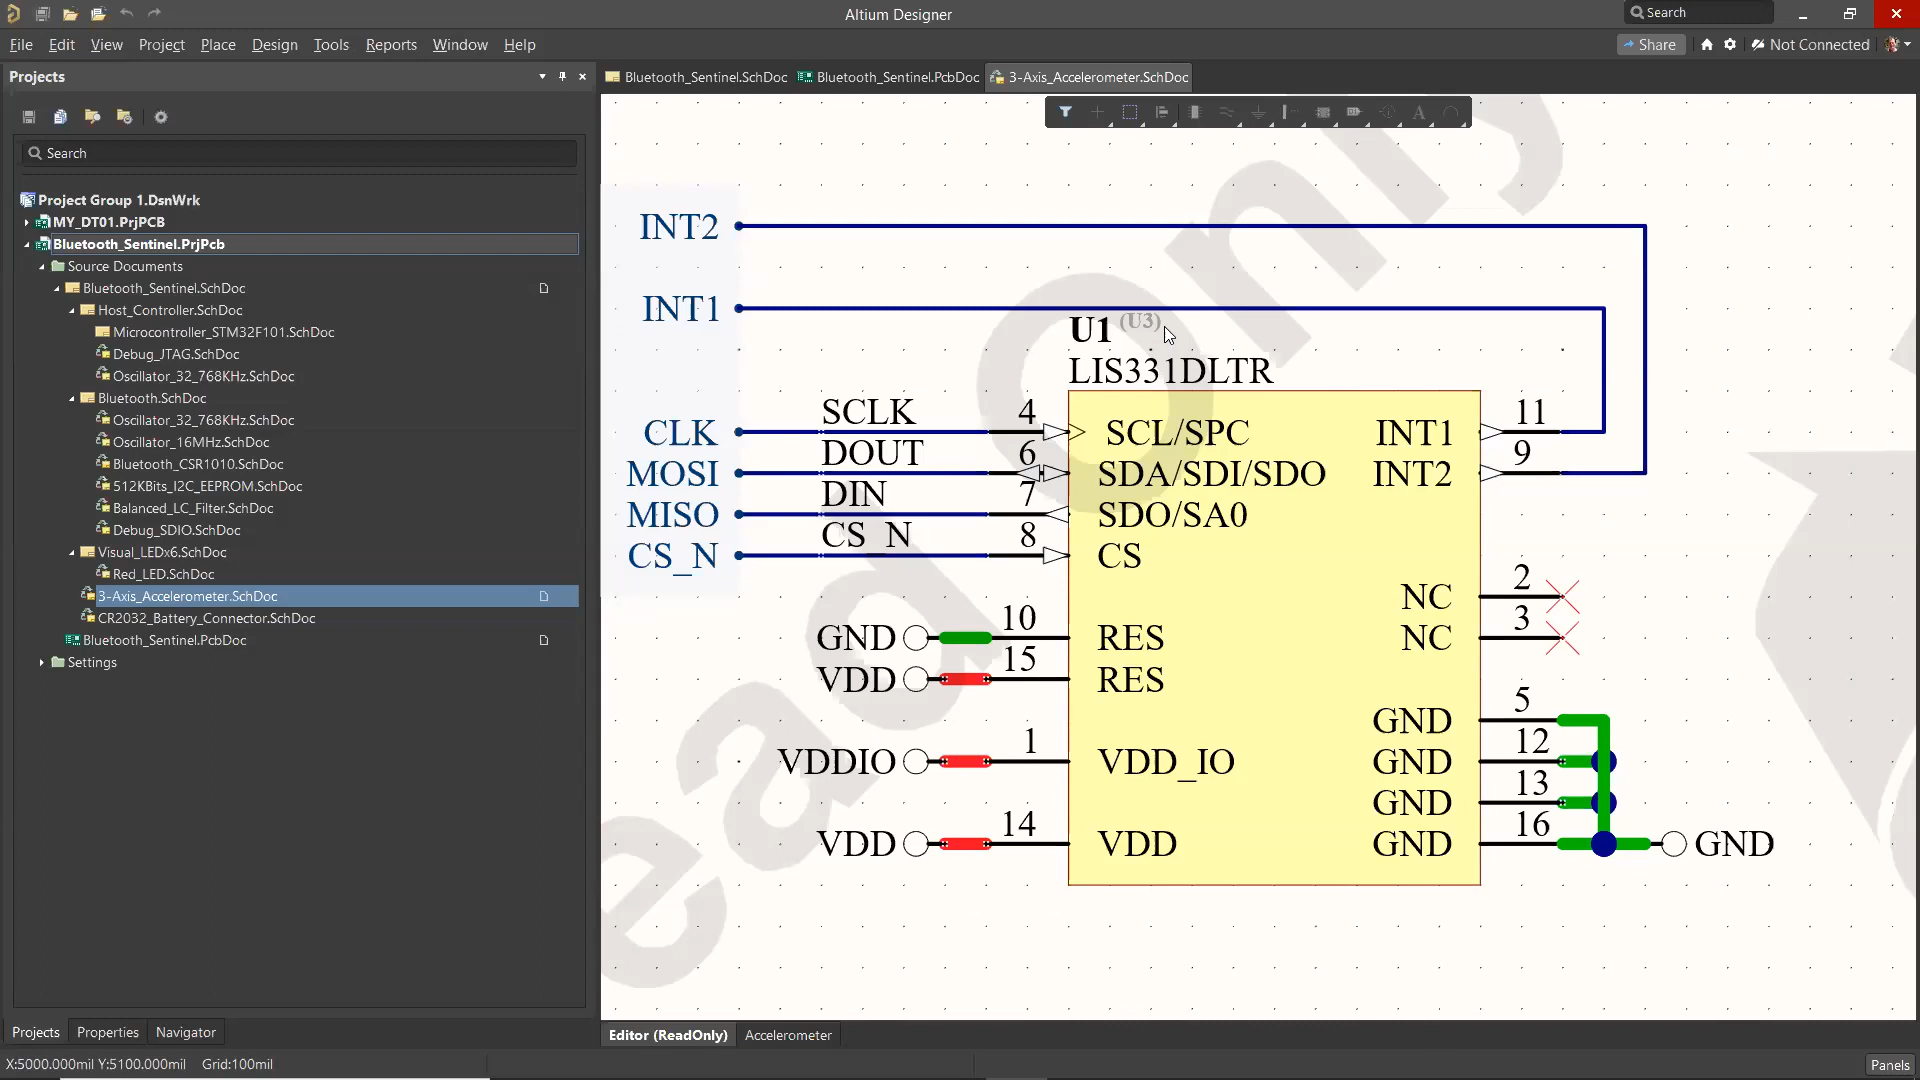 Altium Designer
Search
File Edit View Project Place Design Tools Reports Window Help
Share
Not Connected
Projects
Bluetooth_Sentinel.SchDoc
Bluetooth_Sentinel.PcbDoc
3-Axis_Accelerometer.SchDoc
Search
Project Group 1.DsnWrk
MY_DT01.PrjPCB
Bluetooth_Sentinel.PrjPcb
Source Documents
Bluetooth_Sentinel.SchDoc
Host_Controller.SchDoc
Microcontroller_STM32F101.SchDoc
Debug_JTAG.SchDoc
Oscillator_32_768KHz.SchDoc
Bluetooth.SchDoc
Oscillator_32_768KHz.SchDoc
Oscillator_16MHz.SchDoc
Bluetooth_CSR1010.SchDoc
512KBits_I2C_EEPROM.SchDoc
Balanced_LC_Filter.SchDoc
Debug_SDIO.SchDoc
Visual_LEDx6.SchDoc
Red_LED.SchDoc
3-Axis_Accelerometer.SchDoc
CR2032_Battery_Connector.SchDoc
Bluetooth_Sentinel.PcbDoc
Settings
ead Only
INT2
INT1
U1 (U3)
LIS331DLTR
CLK SCLK 4 SCL/SPC INT1 11
MOSI DOUT 6 SDA/SDI/SDO INT2 9
MISO DIN 7 SDO/SA0
CS_N CS_N 8 CS
NC 2
GND 10 RES NC 3
VDD 15 RES
GND 5
VDDIO 1 VDD_IO GND 12
GND 13
VDD 14 VDD GND 16 GND
Projects Properties Navigator
Editor (ReadOnly) Accelerometer
X:5000.000mil Y:5100.000mil Grid:100mil
Panels